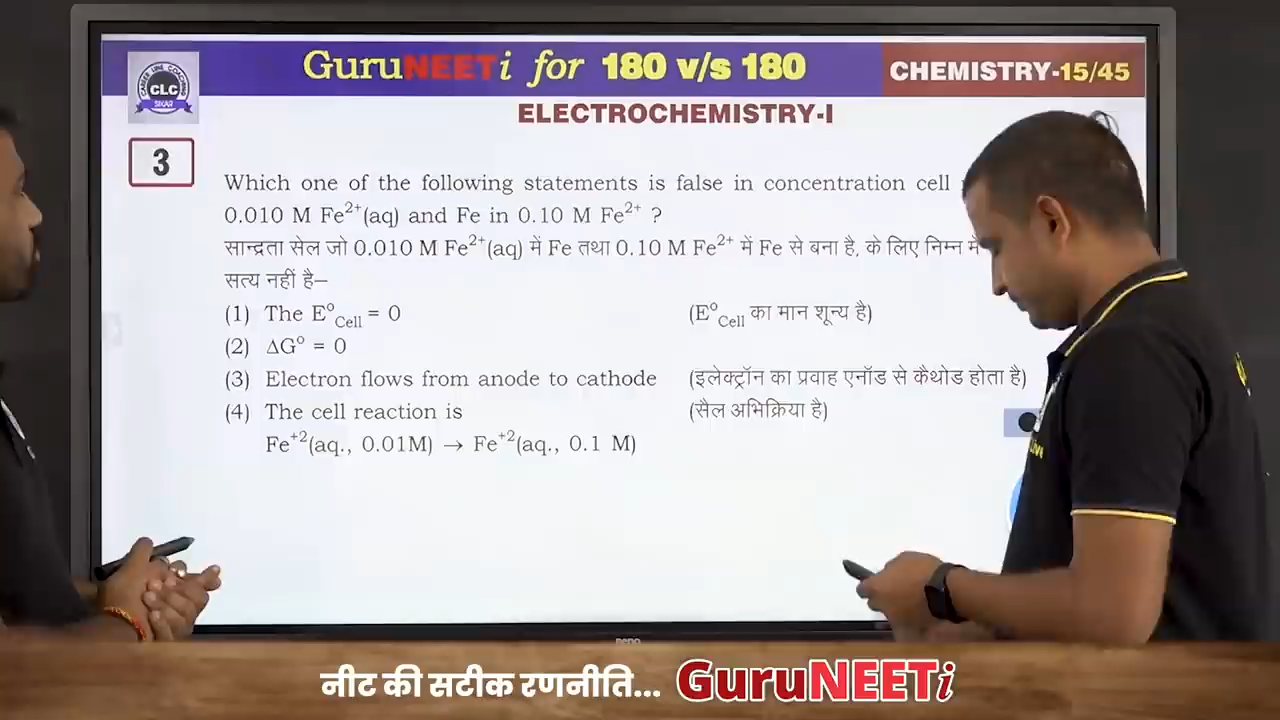 GuruNEETi for 180 v/s 180
CHEMISTRY-15/45
CAREER LINE COACHING
CLC
SIKAR
ELECTROCHEMISTRY-I
3
Which one of the following statements is false in concentration cell
0.010 M Fe²⁺(aq) and Fe in 0.10 M Fe²⁺ ?
सान्द्रता सेल जो 0.010 M Fe²⁺(aq) में Fe तथा 0.10 M Fe²⁺ में Fe से बना है, के लिए निम्न में
सत्य नहीं है–
(1) The E°Cell = 0 (E°Cell का मान शून्य है)
(2) ΔG° = 0
(3) Electron flows from anode to cathode (इलेक्ट्रॉन का प्रवाह एनॉड से कैथोड होता है)
(4) The cell reaction is (सैल अभिक्रिया है)
Fe⁺²(aq., 0.01M) → Fe⁺²(aq., 0.1 M)
नीट की सटीक रणनीति... GuruNEETi